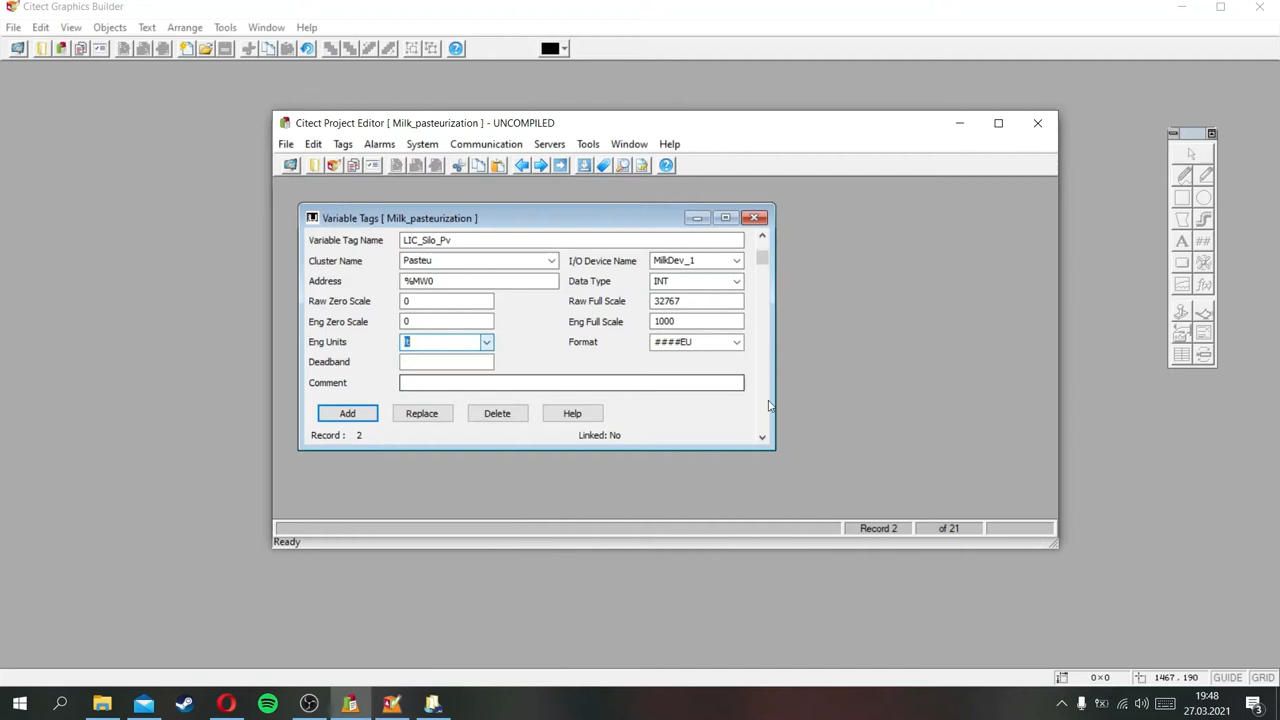 Citect Graphics Builder
File Edit View Objects Text Arrange Tools Window Help
Citect Project Editor [ Milk_pasteurization ] - UNCOMPILED
File Edit Tags Alarms System Communication Servers Tools Window Help
Variable Tags [ Milk_pasteurization ]
Variable Tag Name LIC_Silo_Pv
Cluster Name Pasteu I/O Device Name MilkDev_1
Address %MW0 Data Type INT
Raw Zero Scale 0 Raw Full Scale 32767
Eng Zero Scale 0 Eng Full Scale 1000
Eng Units lt Format ####EU
Deadband
Comment
Add Replace Delete Help
Record : 2 Linked: No
Record 2 of 21
Ready
A ##
f(x)
0×0 1467 , 190 GUIDE GRID
19:48
27.03.2021
3